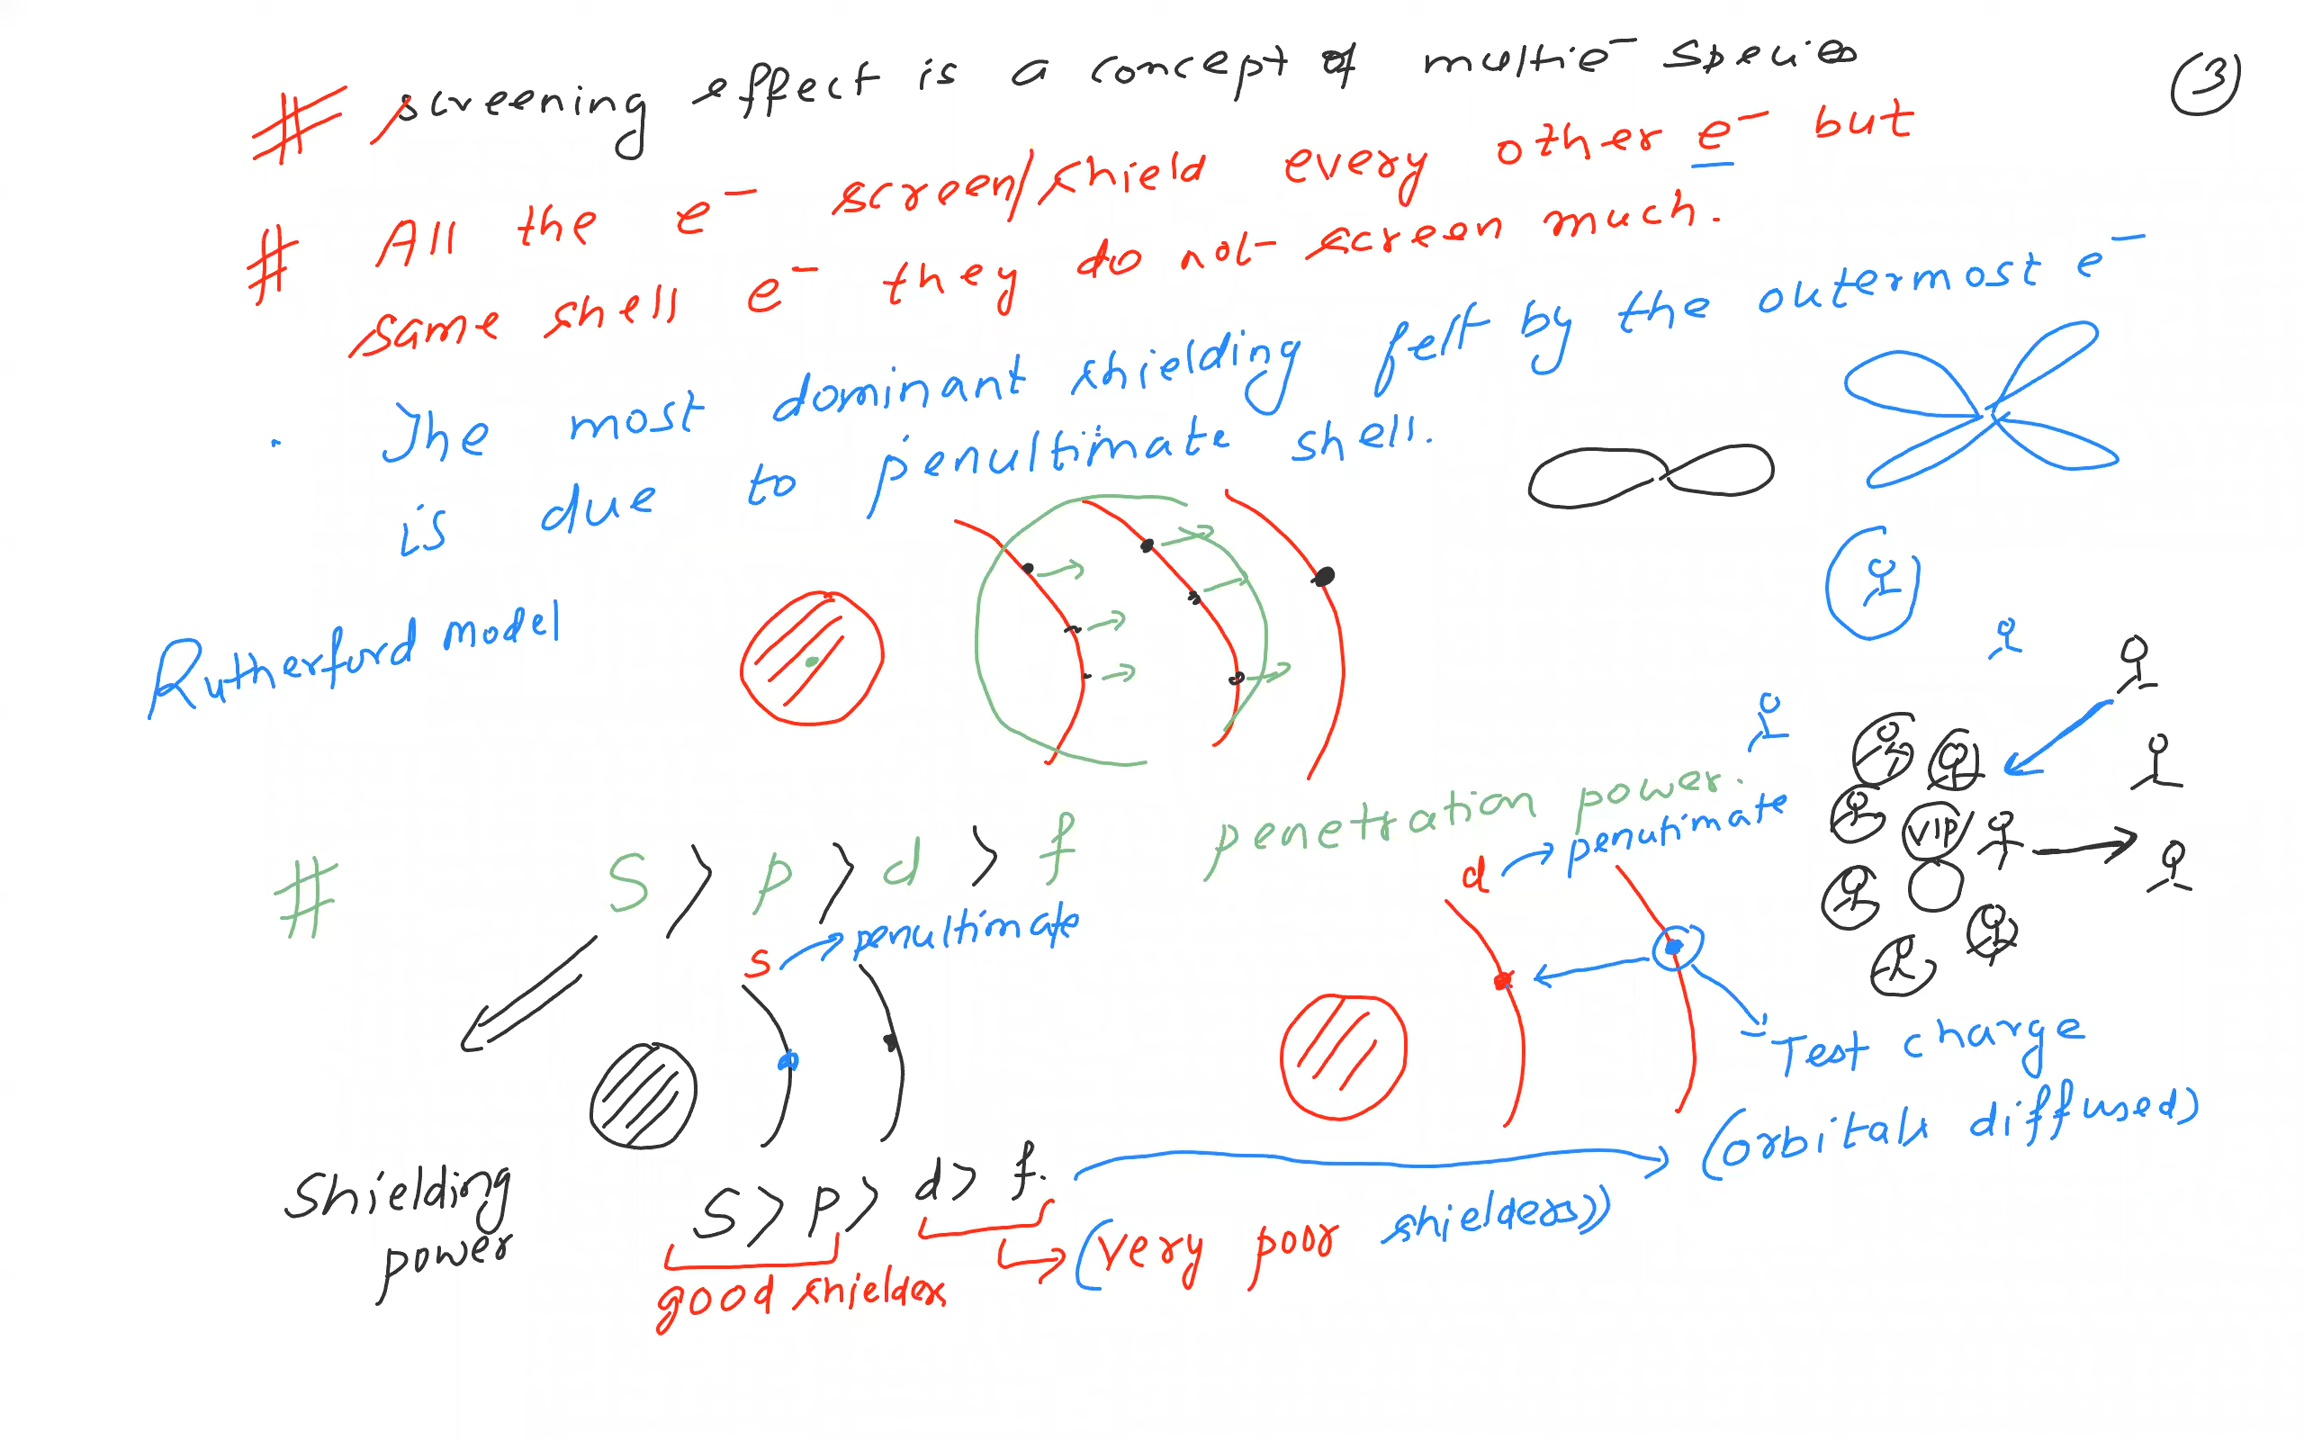 # screening effect is a concept of multie⁻ species
(3)
# All the e⁻ screen/shield every other e⁻ but
same shell e⁻ they do not screen much.
. The most dominant shielding felt by the outermost e⁻
is due to penultimate shell.
Rutherford model
# S > p > d > f penetration power.
s → penultimate
d → penutimate
VIP
Test charge
Shielding power
S > p > d > f.
(orbitals diffused)
good shielders
(very poor shielders))